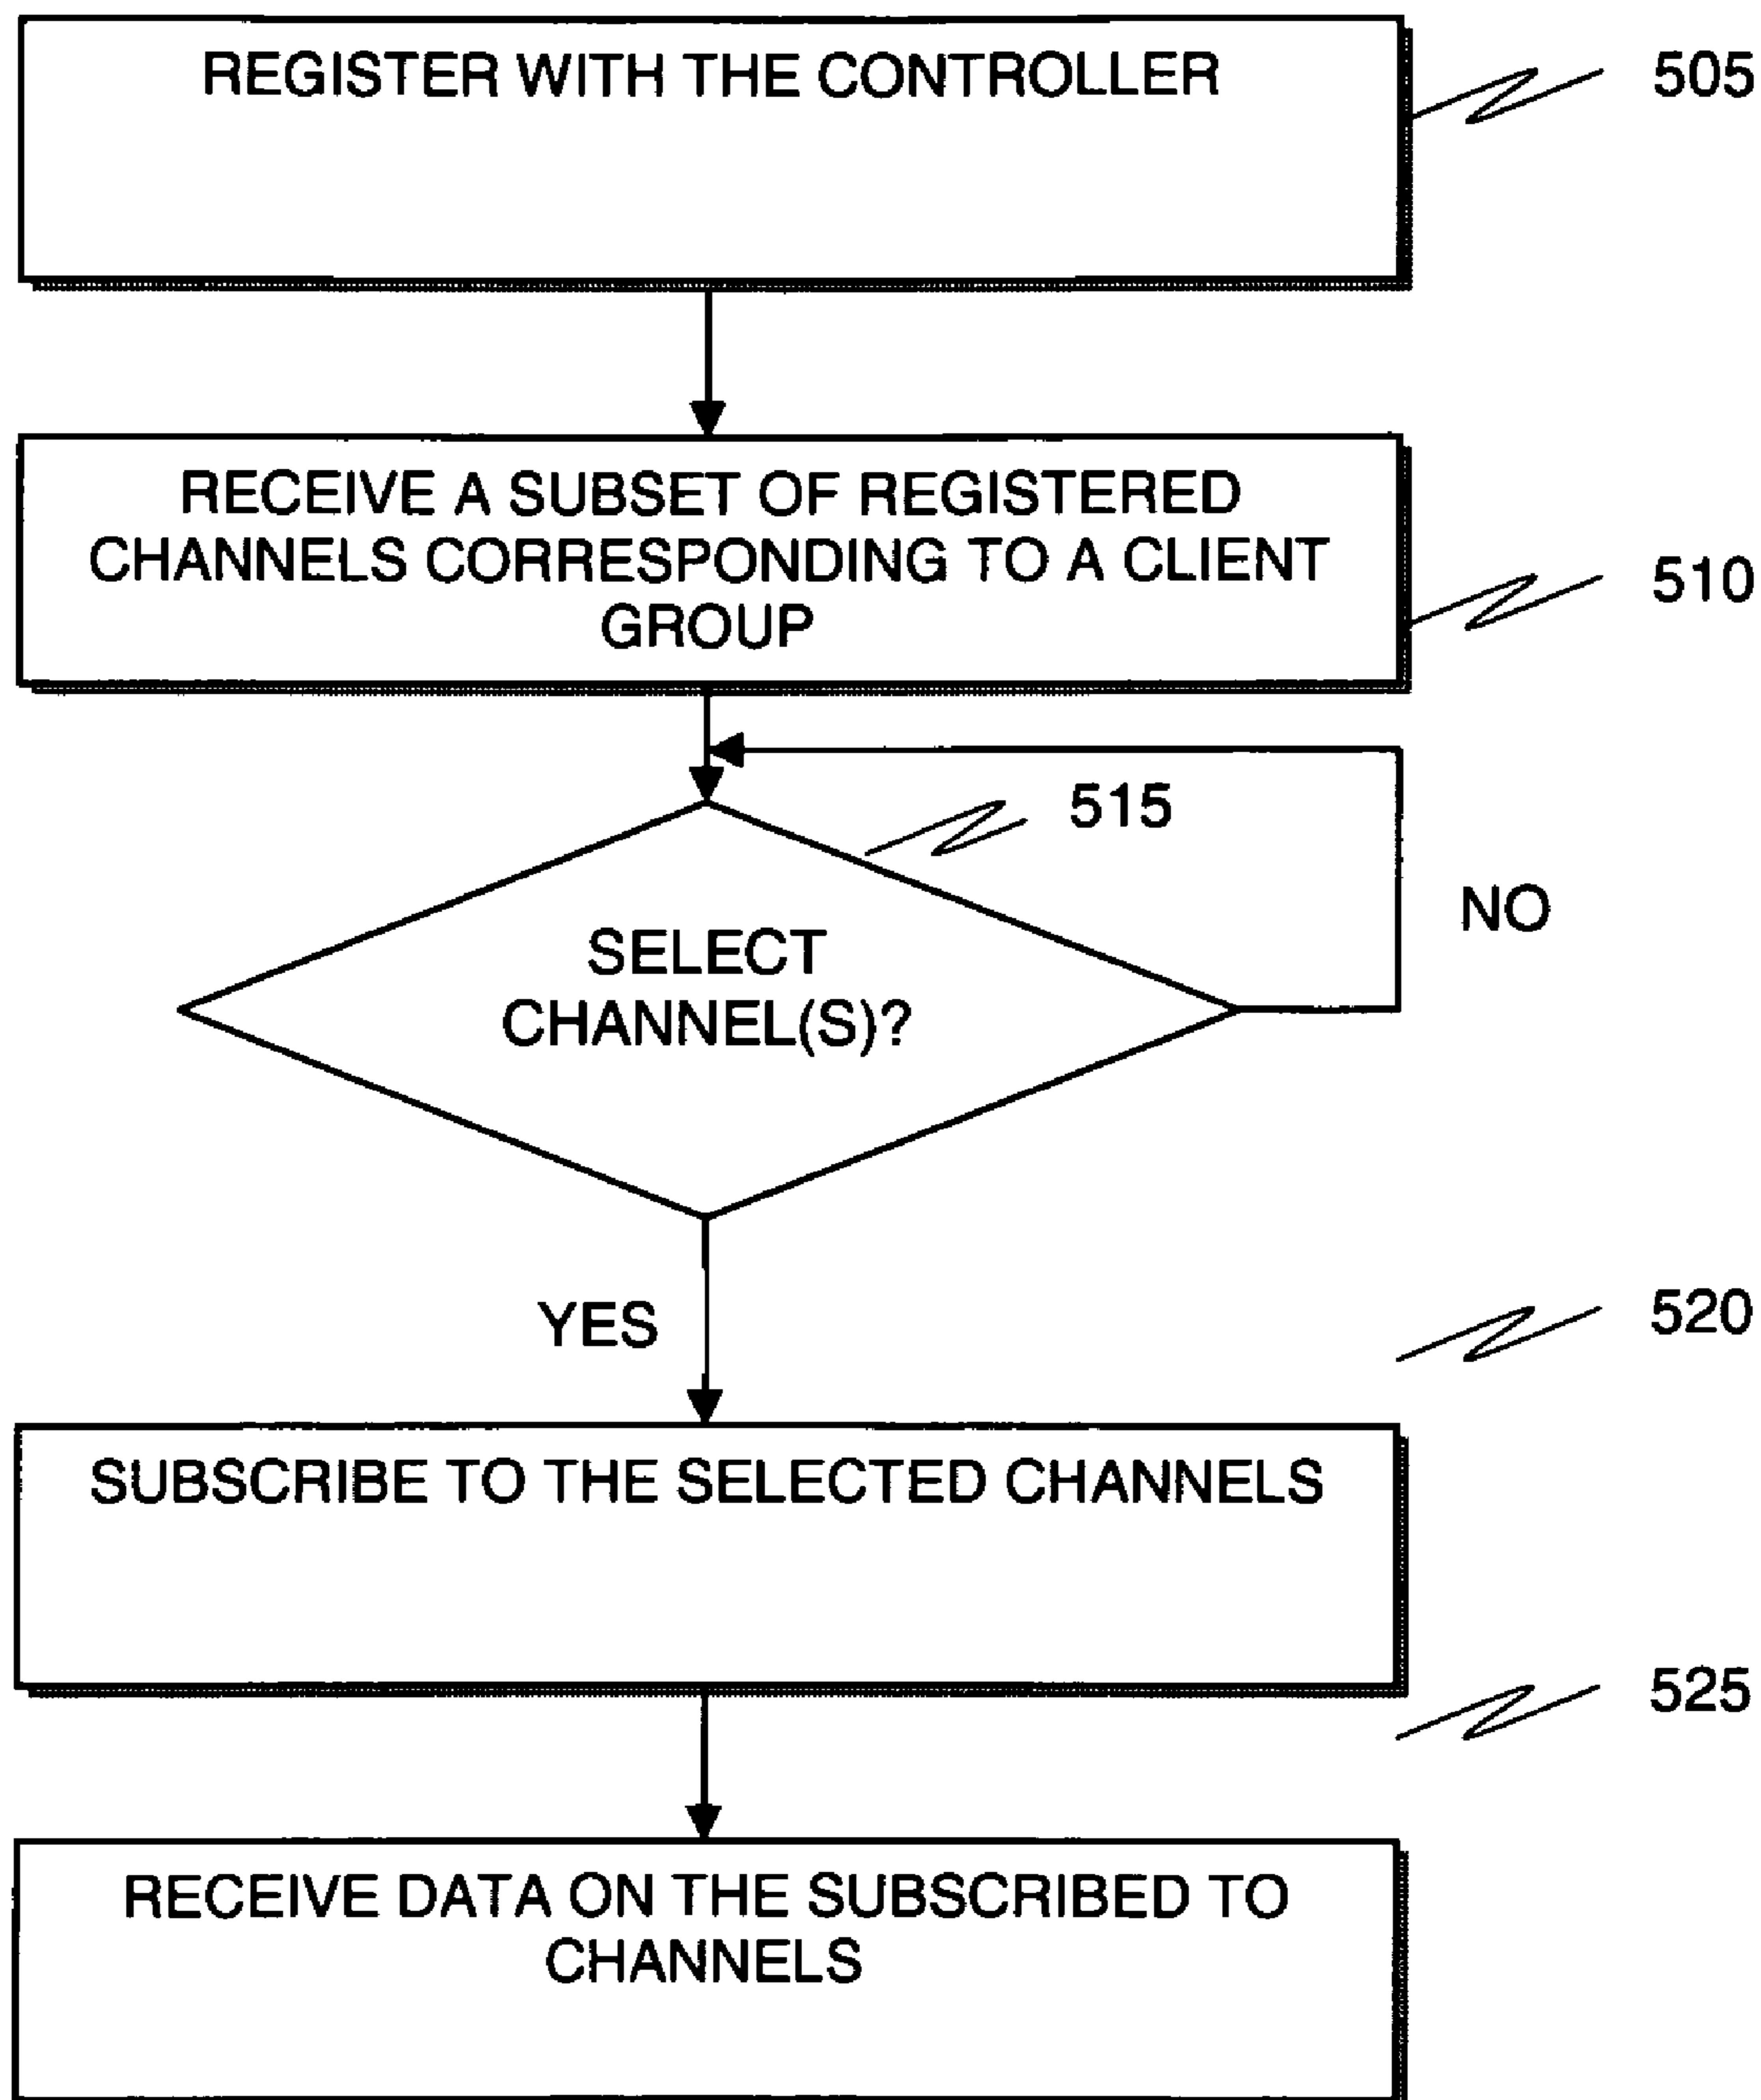 REGISTER WITH THE CONTROLLER
505
RECEIVE A SUBSET OF REGISTERED
CHANNELS CORRESPONDING TO A CLIENT
GROUP
510
515
NO
SELECT
CHANNEL(S)?
YES
520
SUBSCRIBE TO THE SELECTED CHANNELS
525
RECEIVE DATA ON THE SUBSCRIBED TO
CHANNELS